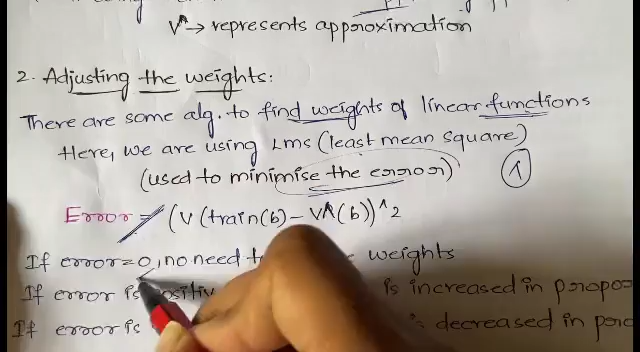 V^ → represents approximation
2. Adjusting the weights:
There are some alg. to find weights of linear functions
Here, we are using LMS (least mean square)
(used to minimise the error) 1
Error = (V(train(b) - V^(b))^2
If error=0, no need weights
If error is is increased in
If error is decreased in